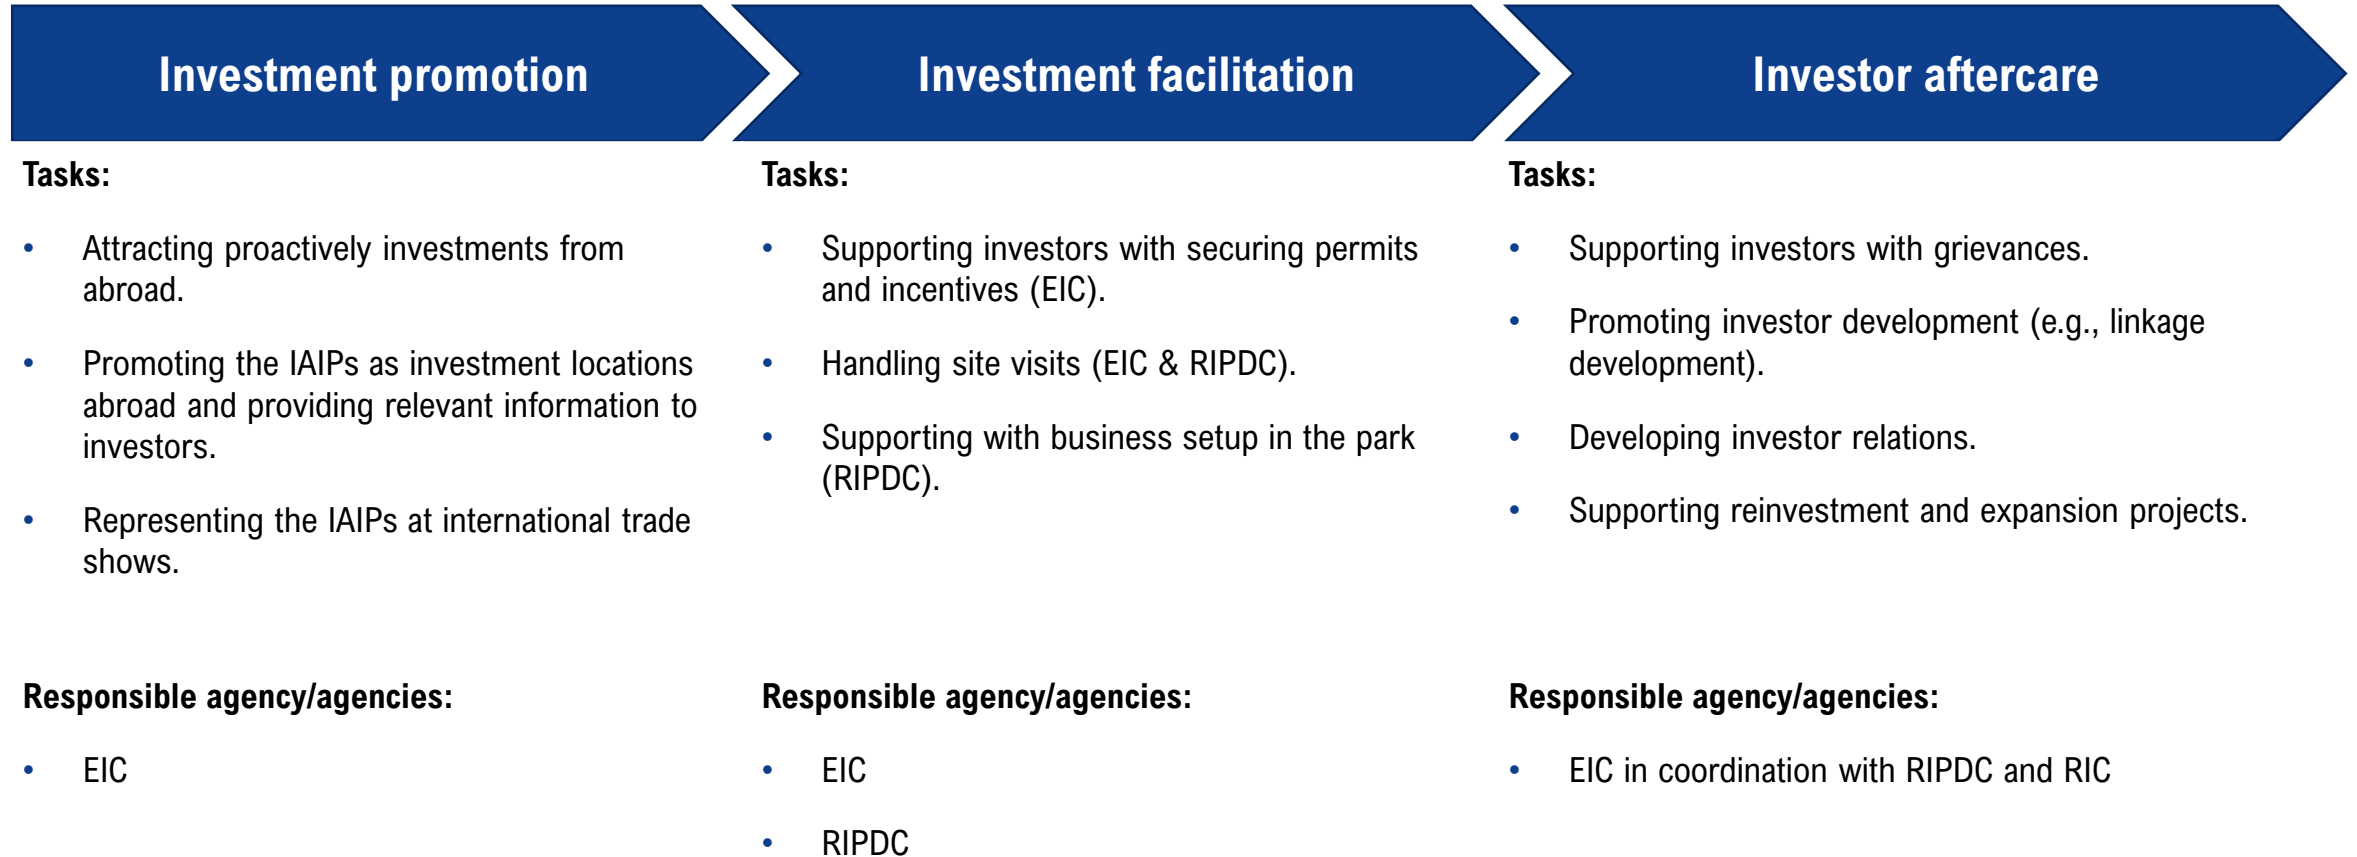 Investment promotion
Investment facilitation
Investor aftercare
Tasks:
• Attracting proactively investments from
abroad.
• Promoting the IAIPs as investment locations
abroad and providing relevant information to
investors.
• Representing the IAIPs at international trade
shows.
Responsible agency/agencies:
• EIC
Tasks:
• Supporting investors with securing permits
and incentives (EIC).
• Handling site visits (EIC & RIPDC).
• Supporting with business setup in the park
(RIPDC).
Responsible agency/agencies:
• EIC
• RIPDC
Tasks:
• Supporting investors with grievances.
• Promoting investor development (e.g., linkage
development).
• Developing investor relations.
• Supporting reinvestment and expansion projects.
Responsible agency/agencies:
• EIC in coordination with RIPDC and RIC